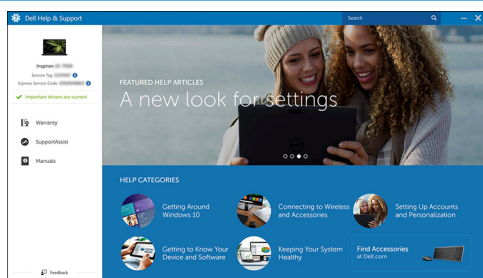 Dell Help & Support
Search
Inspiron
Service Tag
Express Service Code
Important drivers are current
Warranty
SupportAssist
Manuals
Feedback
FEATURED HELP ARTICLES
A new look for settings
HELP CATEGORIES
Getting Around
Windows 10
Connecting to Wireless
and Accessories
Setting Up Accounts
and Personalization
Getting to Know Your
Device and Software
Keeping Your System
Healthy
Find Accessories
at Dell.com